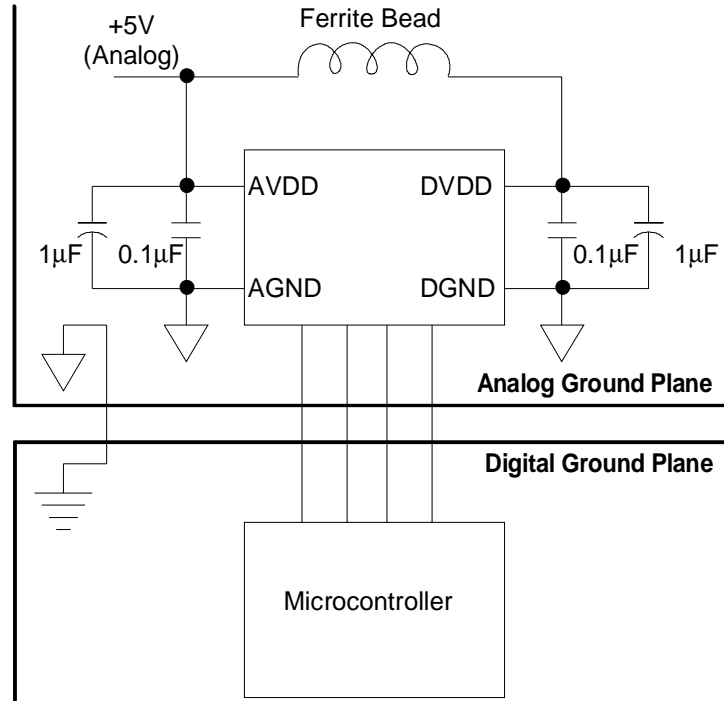 Ferrite Bead
+5V
(Analog)
AVDD DVDD
1µF 0.1µF 0.1µF 1µF
AGND DGND
Analog Ground Plane
Digital Ground Plane
Microcontroller